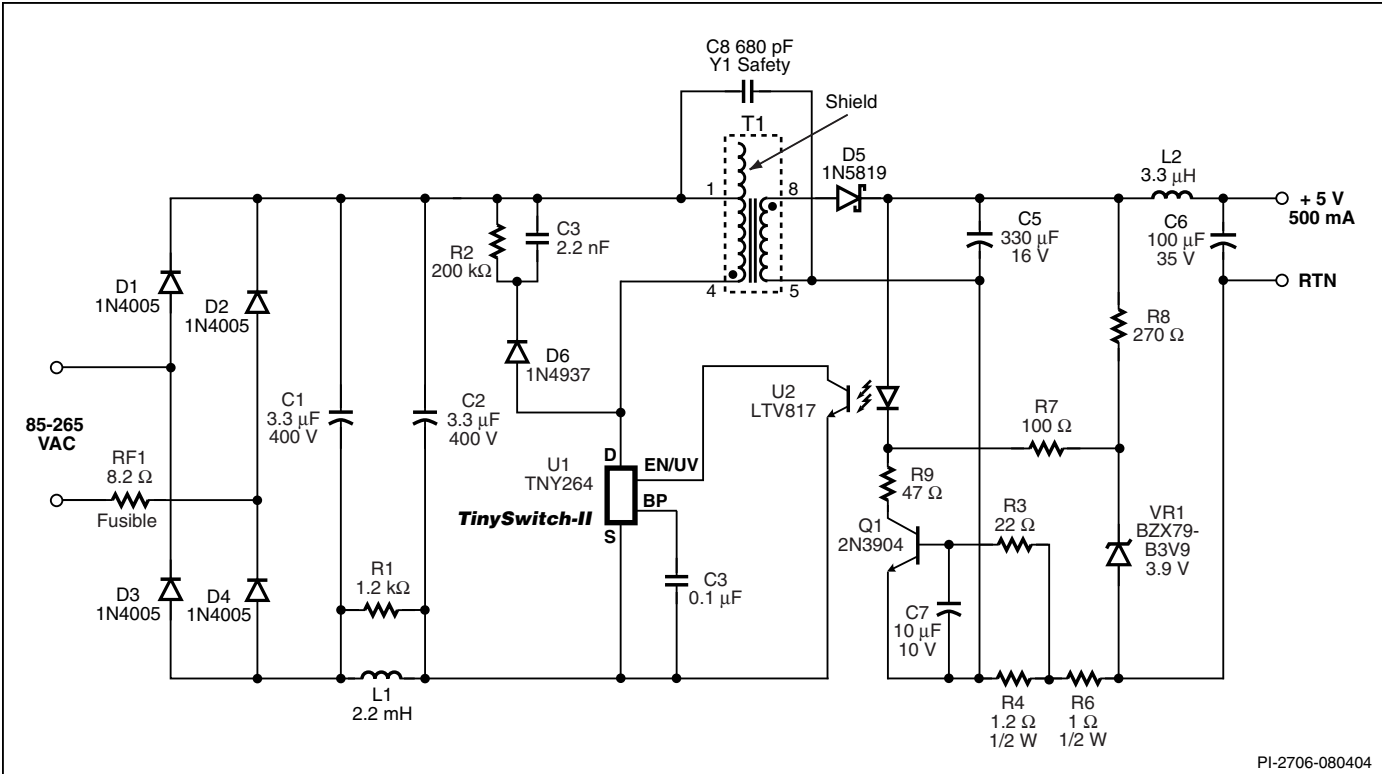 C8 680 pF
Y1 Safety
Shield
T1
D5
1N5819
L2
3.3 μH
1
8
+ 5 V
500 mA
C5
330 μF
16 V
C6
100 μF
35 V
R2
200 kΩ
C3
2.2 nF
4
5
RTN
D1
1N4005
D2
1N4005
R8
270 Ω
D6
1N4937
U2
LTV817
85-265
VAC
C1
3.3 μF
400 V
C2
3.3 μF
400 V
R7
100 Ω
RF1
8.2 Ω
Fusible
D
U1
TNY264
EN/UV
BP
TinySwitch-II
S
R9
47 Ω
Q1
2N3904
R3
22 Ω
VR1
BZX79-
B3V9
3.9 V
D3
1N4005
D4
1N4005
R1
1.2 kΩ
C3
0.1 μF
C7
10 μF
10 V
L1
2.2 mH
R4
1.2 Ω
1/2 W
R6
1 Ω
1/2 W
PI-2706-080404